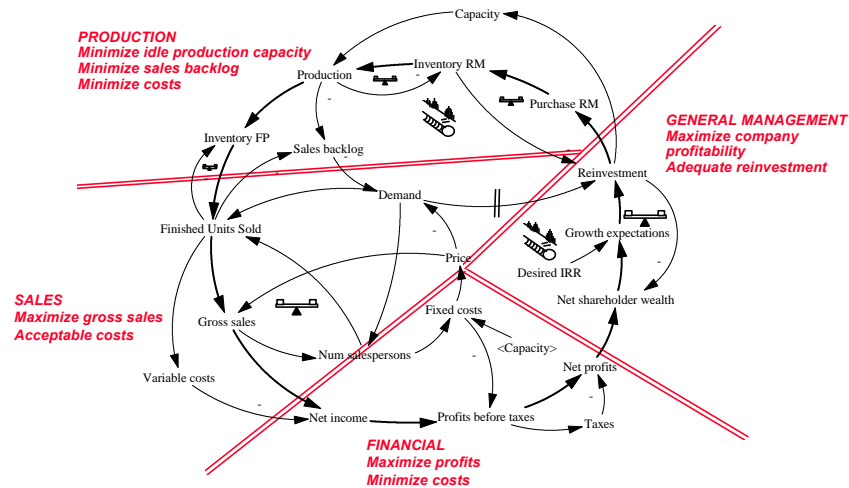 Capacity
PRODUCTION
Minimize idle production capacity
Minimize sales backlog
Minimize costs
Inventory RM
Production
-
-
-
Purchase RM
GENERAL MANAGEMENT
Maximize company
profitability
Adequate reinvestment
Inventory FP
Sales backlog
-
-
-
-
-
Reinvestment
Demand
Finished Units Sold
-
Growth expectations
Price
-
Desired IRR
SALES
Maximize gross sales
Acceptable costs
Net shareholder wealth
Fixed costs
Gross sales
Num salespersons
-
<Capacity>
Net profits
Variable costs
-
-
Net income
Profits before taxes
Taxes
FINANCIAL
Maximize profits
Minimize costs